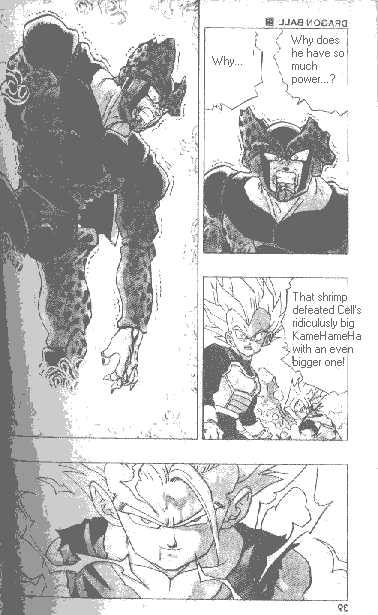 DRAGON BALL
Why...
Why does
he have so
much
power...?
That shrimp
defeated Cell's
ridiculusly big
KameHameHa
with an even
bigger one!